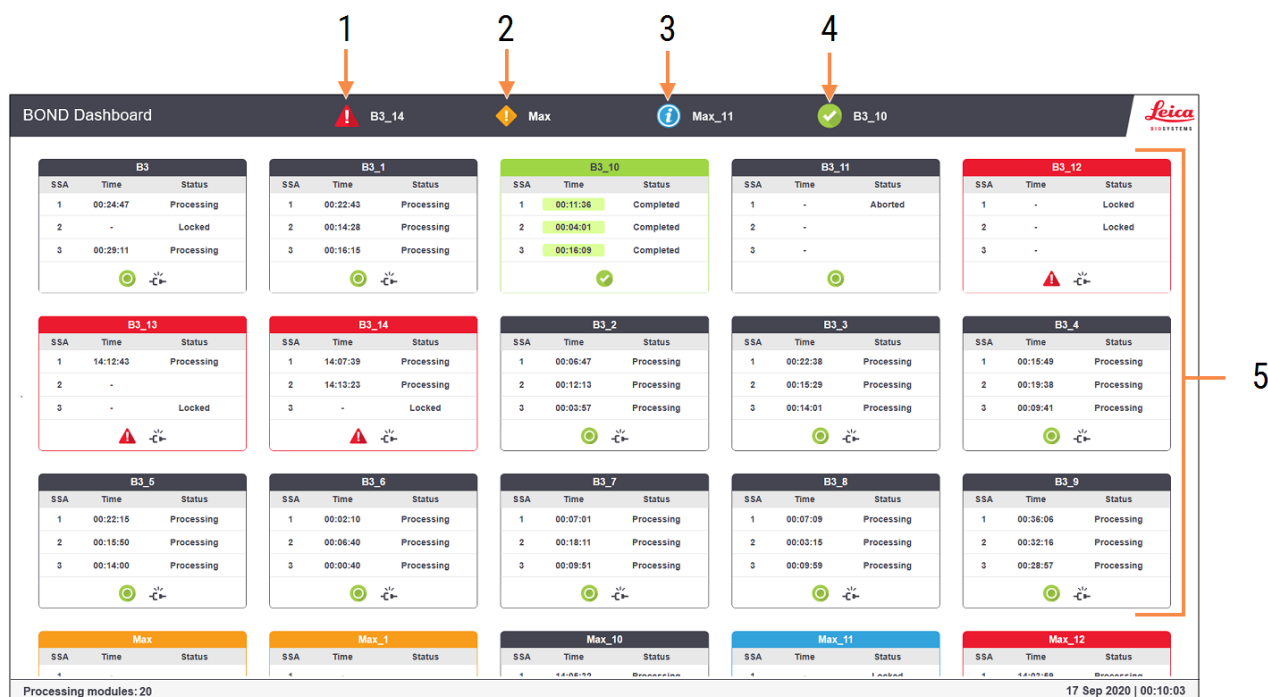 1 2 3 4
BOND Dashboard B3_14 Max Max_11 B3_10 Leica
BIOSYSTEMS
B3 B3_1 B3_10 B3_11 B3_12
SSA Time Status SSA Time Status SSA Time Status SSA Time Status SSA Time Status
1 00:24:47 Processing 1 00:22:43 Processing 1 00:11:36 Completed 1 - Aborted 1 - Locked
2 - Locked 2 00:14:28 Processing 2 00:04:01 Completed 2 - 2 - Locked
3 00:29:11 Processing 3 00:16:15 Processing 3 00:16:09 Completed 3 - 3 -
B3_13 B3_14 B3_2 B3_3 B3_4
SSA Time Status SSA Time Status SSA Time Status SSA Time Status SSA Time Status
1 14:12:43 Processing 1 14:07:39 Processing 1 00:06:47 Processing 1 00:22:38 Processing 1 00:15:49 Processing
2 - 2 14:13:23 Processing 2 00:12:13 Processing 2 00:15:29 Processing 2 00:19:38 Processing
5
3 - Locked 3 - Locked 3 00:03:57 Processing 3 00:14:01 Processing 3 00:09:41 Processing
B3_5 B3_6 B3_7 B3_8 B3_9
SSA Time Status SSA Time Status SSA Time Status SSA Time Status SSA Time Status
1 00:22:15 Processing 1 00:02:10 Processing 1 00:07:01 Processing 1 00:07:09 Processing 1 00:36:06 Processing
2 00:15:50 Processing 2 00:06:40 Processing 2 00:18:11 Processing 2 00:03:15 Processing 2 00:32:16 Processing
3 00:14:00 Processing 3 00:00:40 Processing 3 00:09:51 Processing 3 00:09:59 Processing 3 00:28:57 Processing
Max Max_1 Max_10 Max_11 Max_12
SSA Time Status SSA Time Status SSA Time Status SSA Time Status SSA Time Status
Processing modules: 20 17 Sep 2020 | 00:10:03